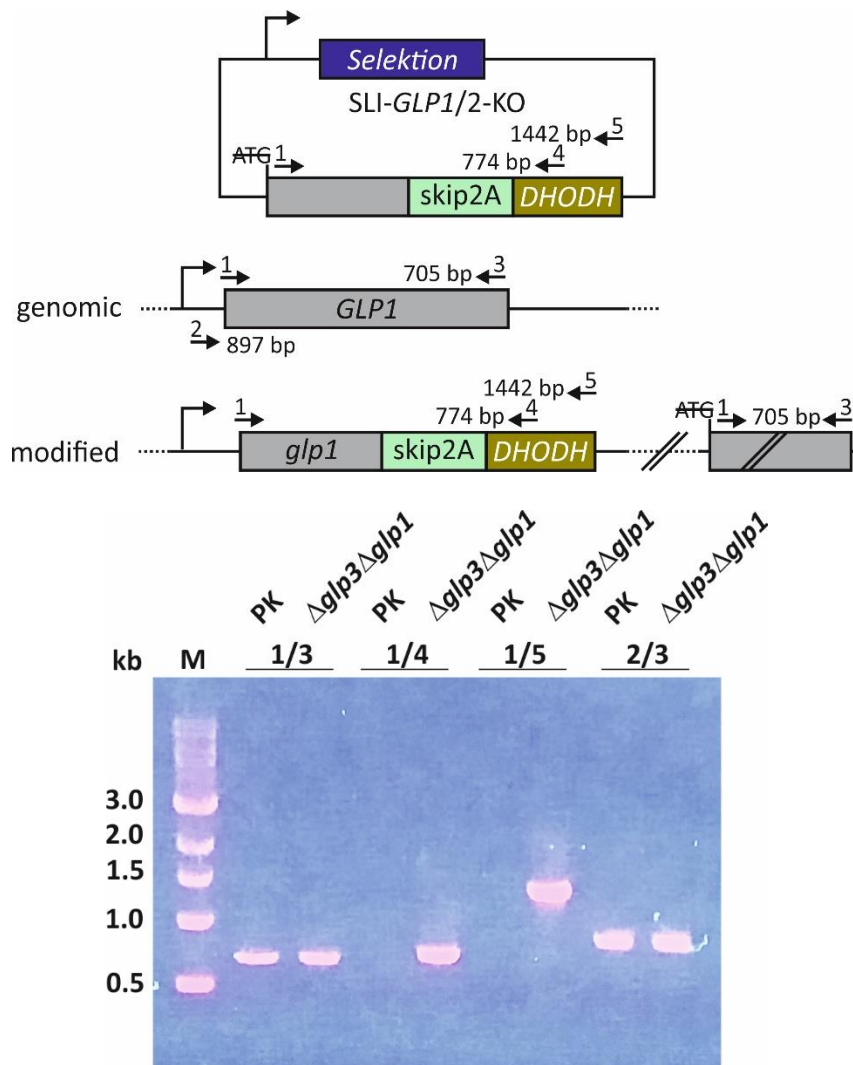 Selektion
SLI-GLP1/2-KO
1442 bp 5
ATG 1 774 bp 4
skip2A DHODH
1 705 bp 3
genomic GLP1
2 897 bp
1442 bp 5
1 774 bp 4 ATG 1 705 bp 3
modified glp1 skip2A DHODH
PK Δglp3Δglp1 PK Δglp3Δglp1 PK Δglp3Δglp1 PK Δglp3Δglp1
kb M 1/3 1/4 1/5 2/3
3.0
2.0
1.5
1.0
0.5